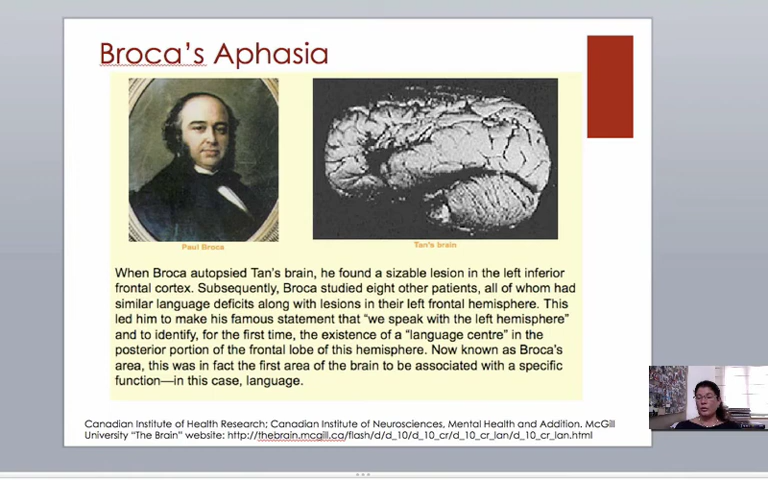 Broca's Aphasia
Paul Broca
Tan's brain
When Broca autopsied Tan's brain, he found a sizable lesion in the left inferior
frontal cortex. Subsequently, Broca studied eight other patients, all of whom had
similar language deficits along with lesions in their left frontal hemisphere. This
led him to make his famous statement that “we speak with the left hemisphere”
and to identify, for the first time, the existence of a “language centre” in the
posterior portion of the frontal lobe of this hemisphere. Now known as Broca's
area, this was in fact the first area of the brain to be associated with a specific
function—in this case, language.
Canadian Institute of Health Research; Canadian Institute of Neurosciences, Mental Health and Addition. McGill
University “The Brain” website: http://thebrain.mcgill.ca/flash/d/d_10/d_10_cr/d_10_cr_lan/d_10_cr_lan.html